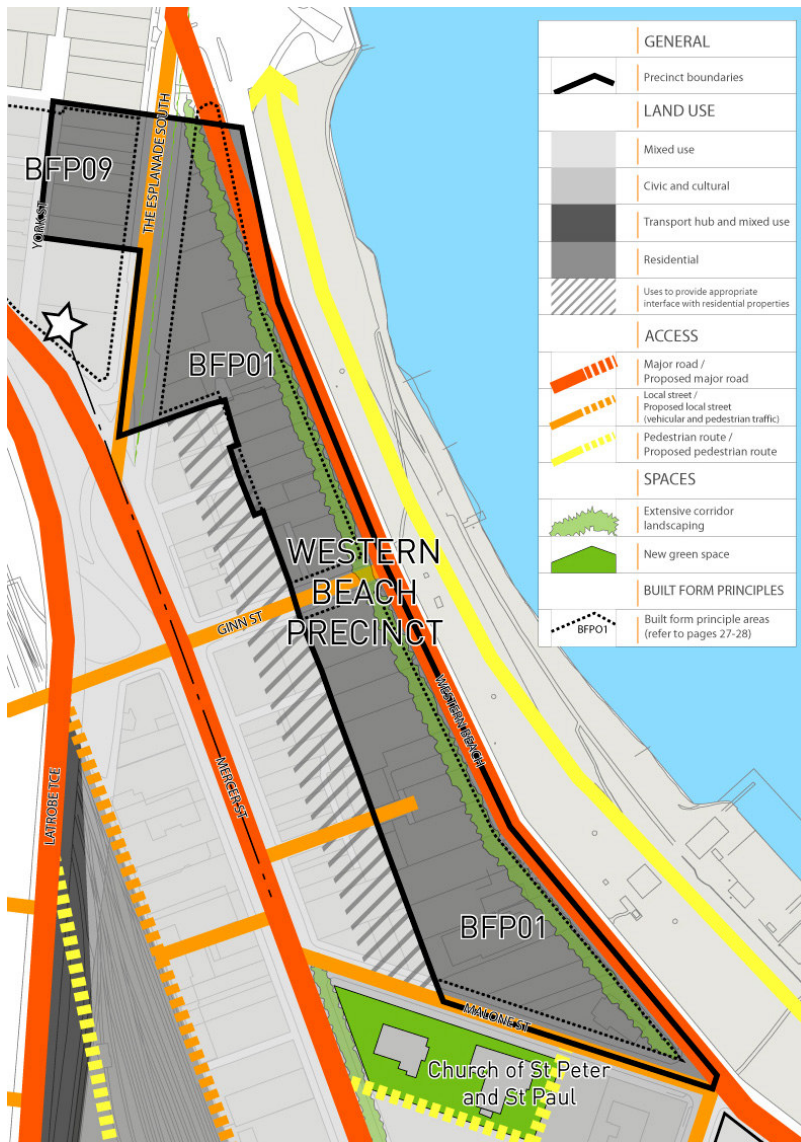 BFP09
THE ESPLANADE SOUTH
YORK ST
BFP01
WESTERN
BEACH
PRECINCT
GINN ST
WESTERN BEACH
MERCER ST
LATROBE TCE
BFP01
MALONE ST
Church of St Peter
and St Paul
GENERAL
Precinct boundaries
LAND USE
Mixed use
Civic and cultural
Transport hub and mixed use
Residential
Uses to provide appropriate
interface with residential properties
ACCESS
Major road /
Proposed major road
Local street /
Proposed local street
(vehicular and pedestrian traffic)
Pedestrian route /
Proposed pedestrian route
SPACES
Extensive corridor
landscaping
New green space
BUILT FORM PRINCIPLES
BFPO1
Built form principle areas
(refer to pages 27-28)